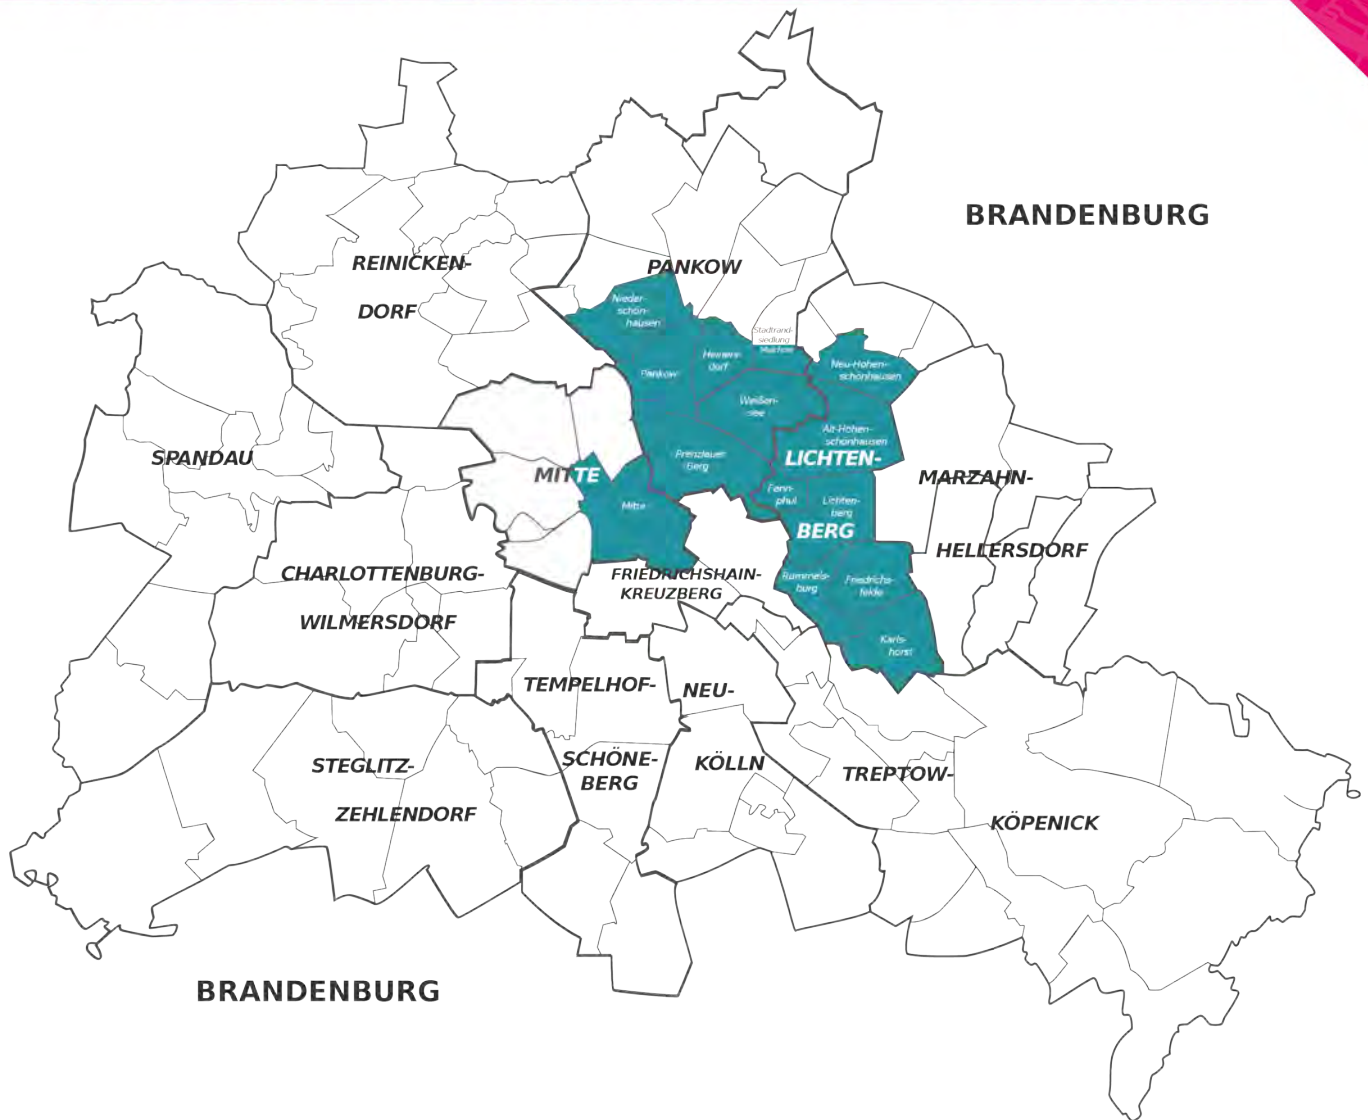 BRANDENBURG
REINICKEN-
DORF
PANKOW
Nieder-
schön-
hausen
Stadtrand-
siedlung
Malchow
Heiners-
dorf
Pankow
Neu-Hohen-
schönhausen
Weißen-
see
Alt-Hohen-
schönhausen
Prenzlauer
Berg
LICHTEN-
SPANDAU
MITTE
MARZAHN-
Fenn-
pfuhl
Lichten-
berg
Mitte
BERG
HELLERSDORF
CHARLOTTENBURG-
WILMERSDORF
FRIEDRICHSHAIN-
KREUZBERG
Rummels-
burg
Friedrichs-
felde
Karls-
horst
TEMPELHOF-
SCHÖNE-
BERG
NEU-
KÖLLN
STEGLITZ-
ZEHLENDORF
TREPTOW-
KÖPENICK
BRANDENBURG